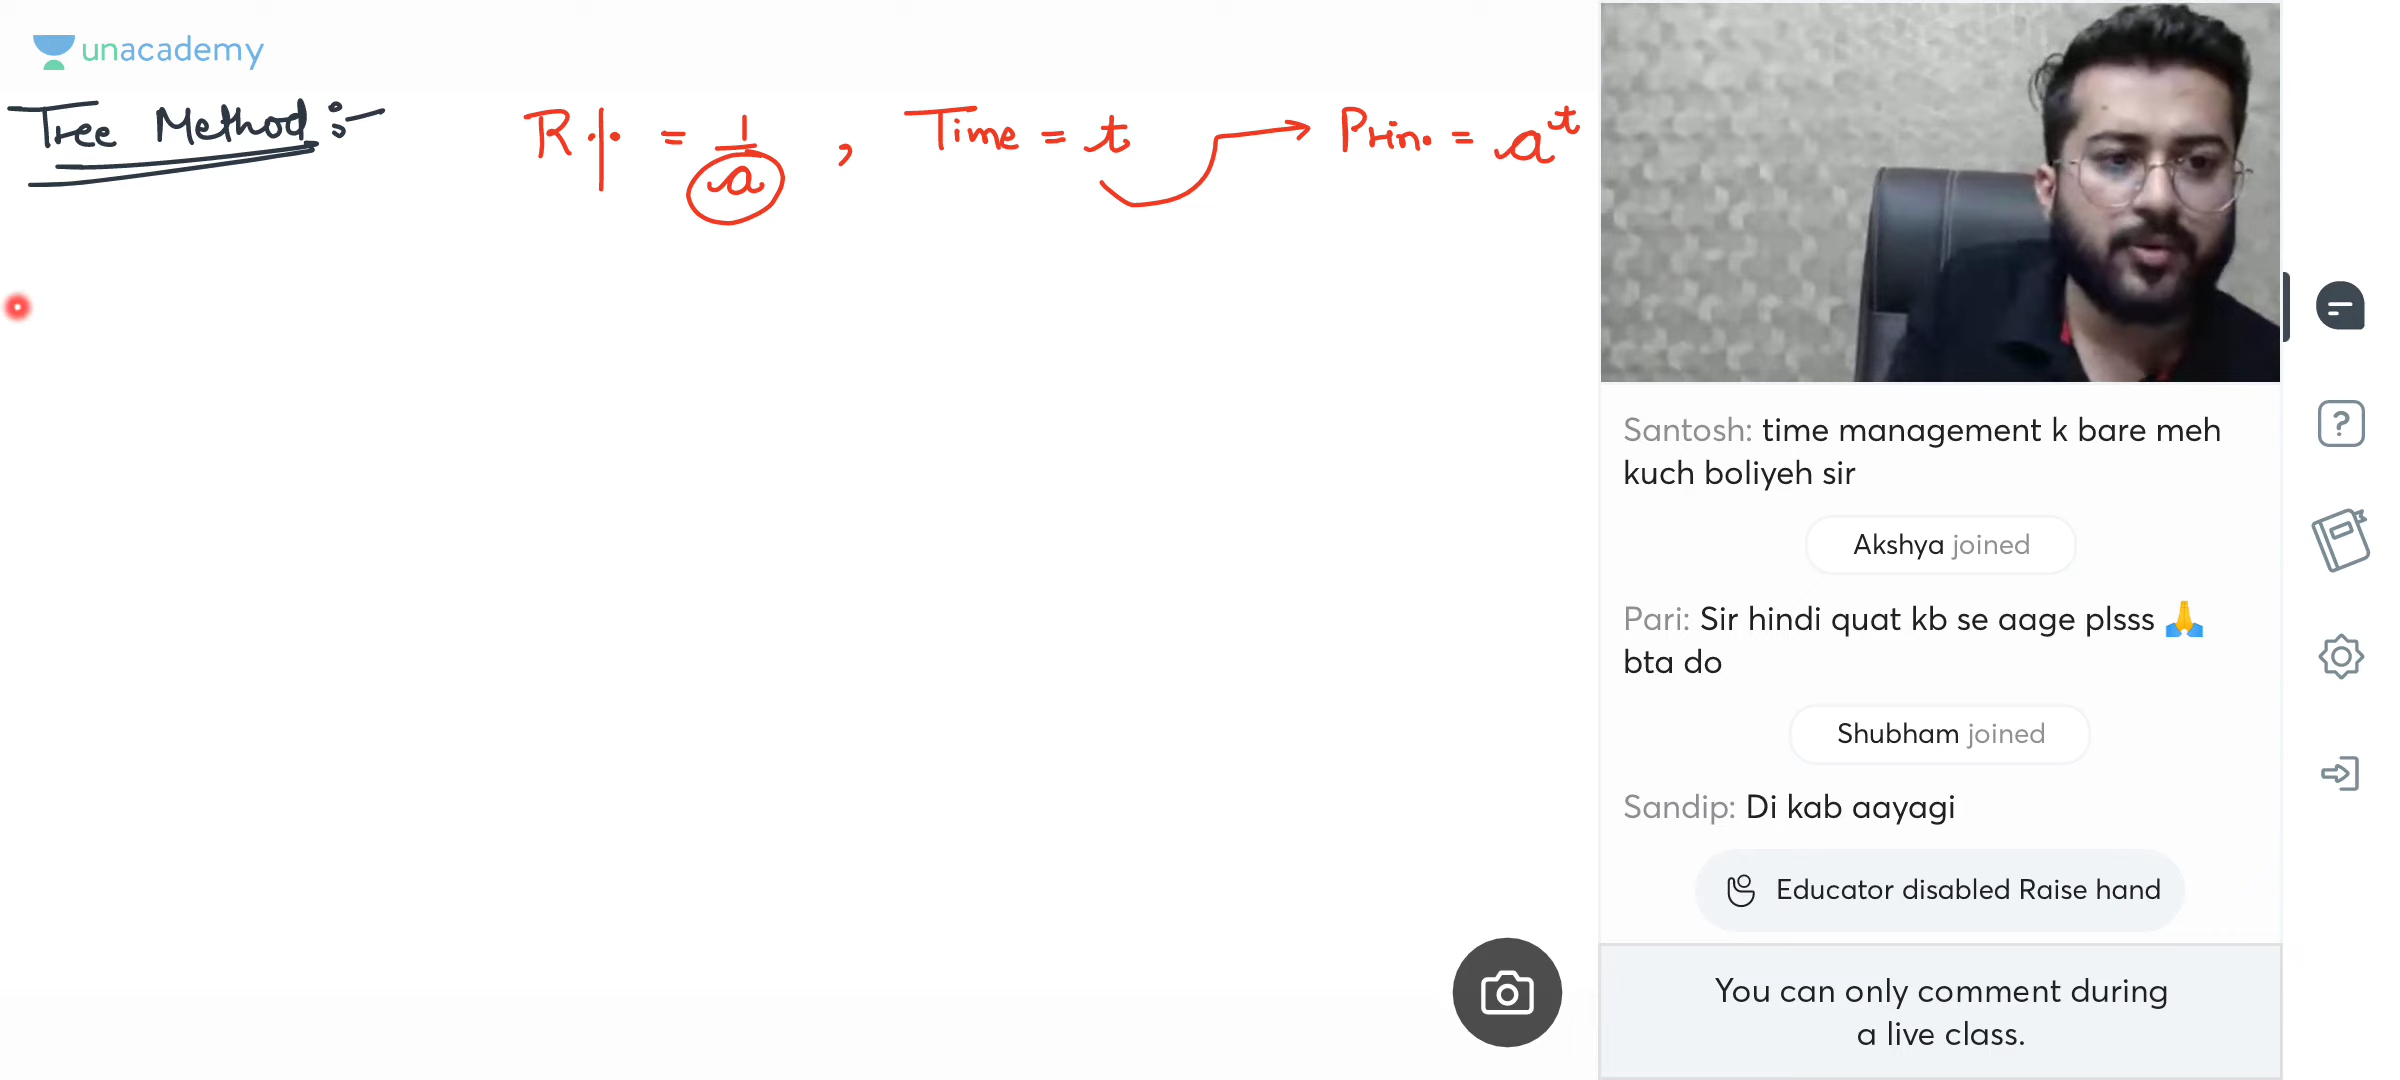 unacademy
Tree Method :-
R % = 1/a , Time = t → Prin. = a^t
Santosh: time management k bare meh
kuch boliyeh sir
Akshya joined
Pari: Sir hindi quat kb se aage plsss 🙏
bta do
Shubham joined
Sandip: Di kab aayagi
Educator disabled Raise hand
You can only comment during
a live class.
?